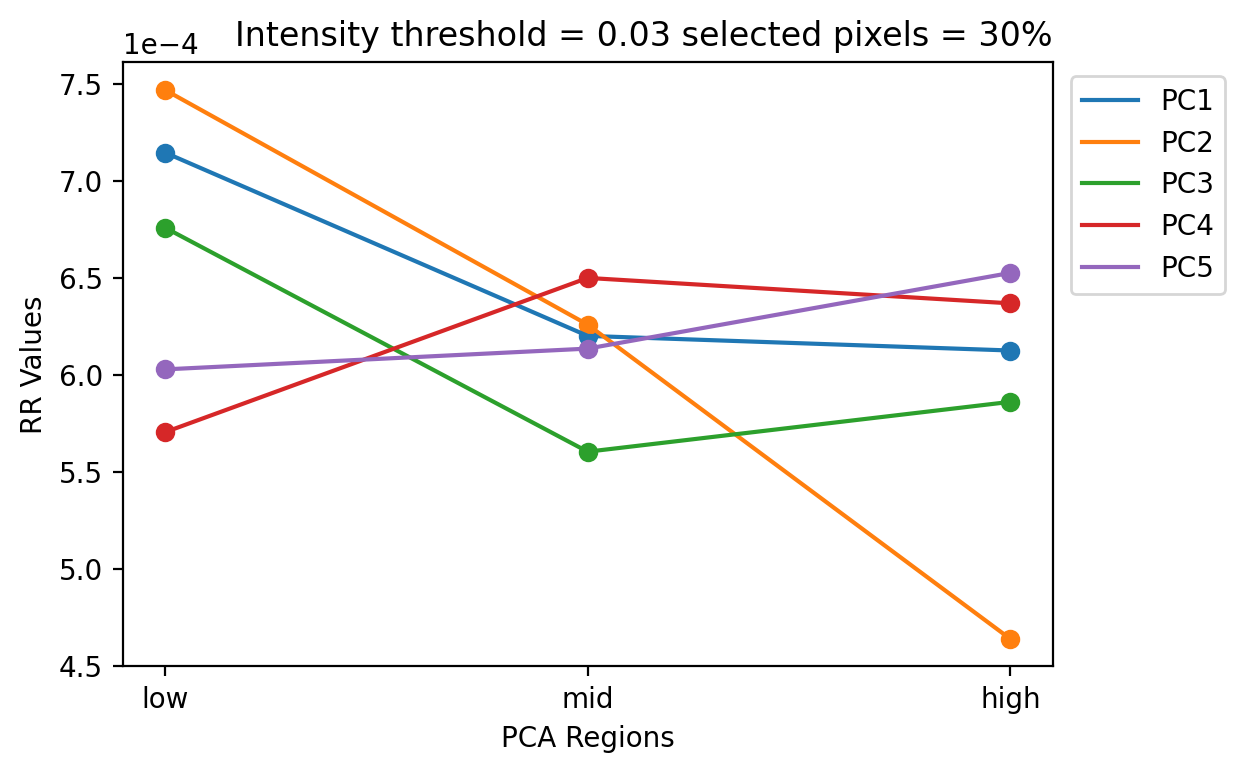 Intensity threshold = 0.03 selected pixels = 30%
1e−4
7.5
7.0
6.5
6.0
5.5
5.0
4.5
RR Values
low mid high
PCA Regions
PC1
PC2
PC3
PC4
PC5